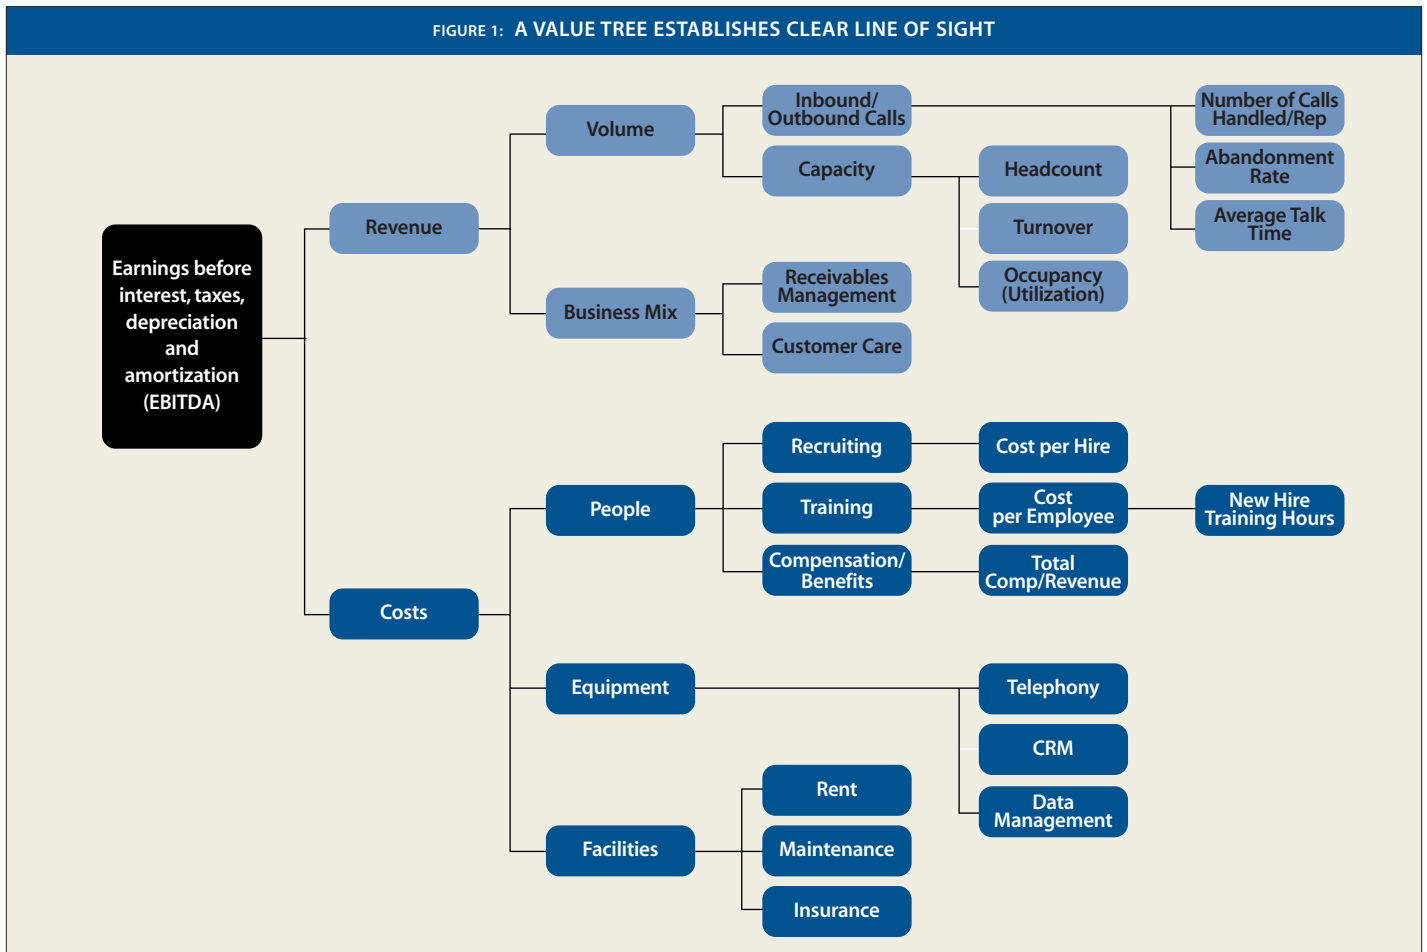 FIGURE 1: A VALUE TREE ESTABLISHES CLEAR LINE OF SIGHT
Earnings before
interest, taxes,
depreciation
and
amortization
(EBITDA)
Revenue
Volume
Inbound/
Outbound Calls
Number of Calls
Handled/Rep
Abandonment
Rate
Average Talk
Time
Capacity
Headcount
Turnover
Occupancy
(Utilization)
Business Mix
Receivables
Management
Customer Care
Costs
People
Recruiting
Cost per Hire
Training
Cost
per Employee
New Hire
Training Hours
Compensation/
Benefits
Total
Comp/Revenue
Equipment
Telephony
CRM
Data
Management
Facilities
Rent
Maintenance
Insurance